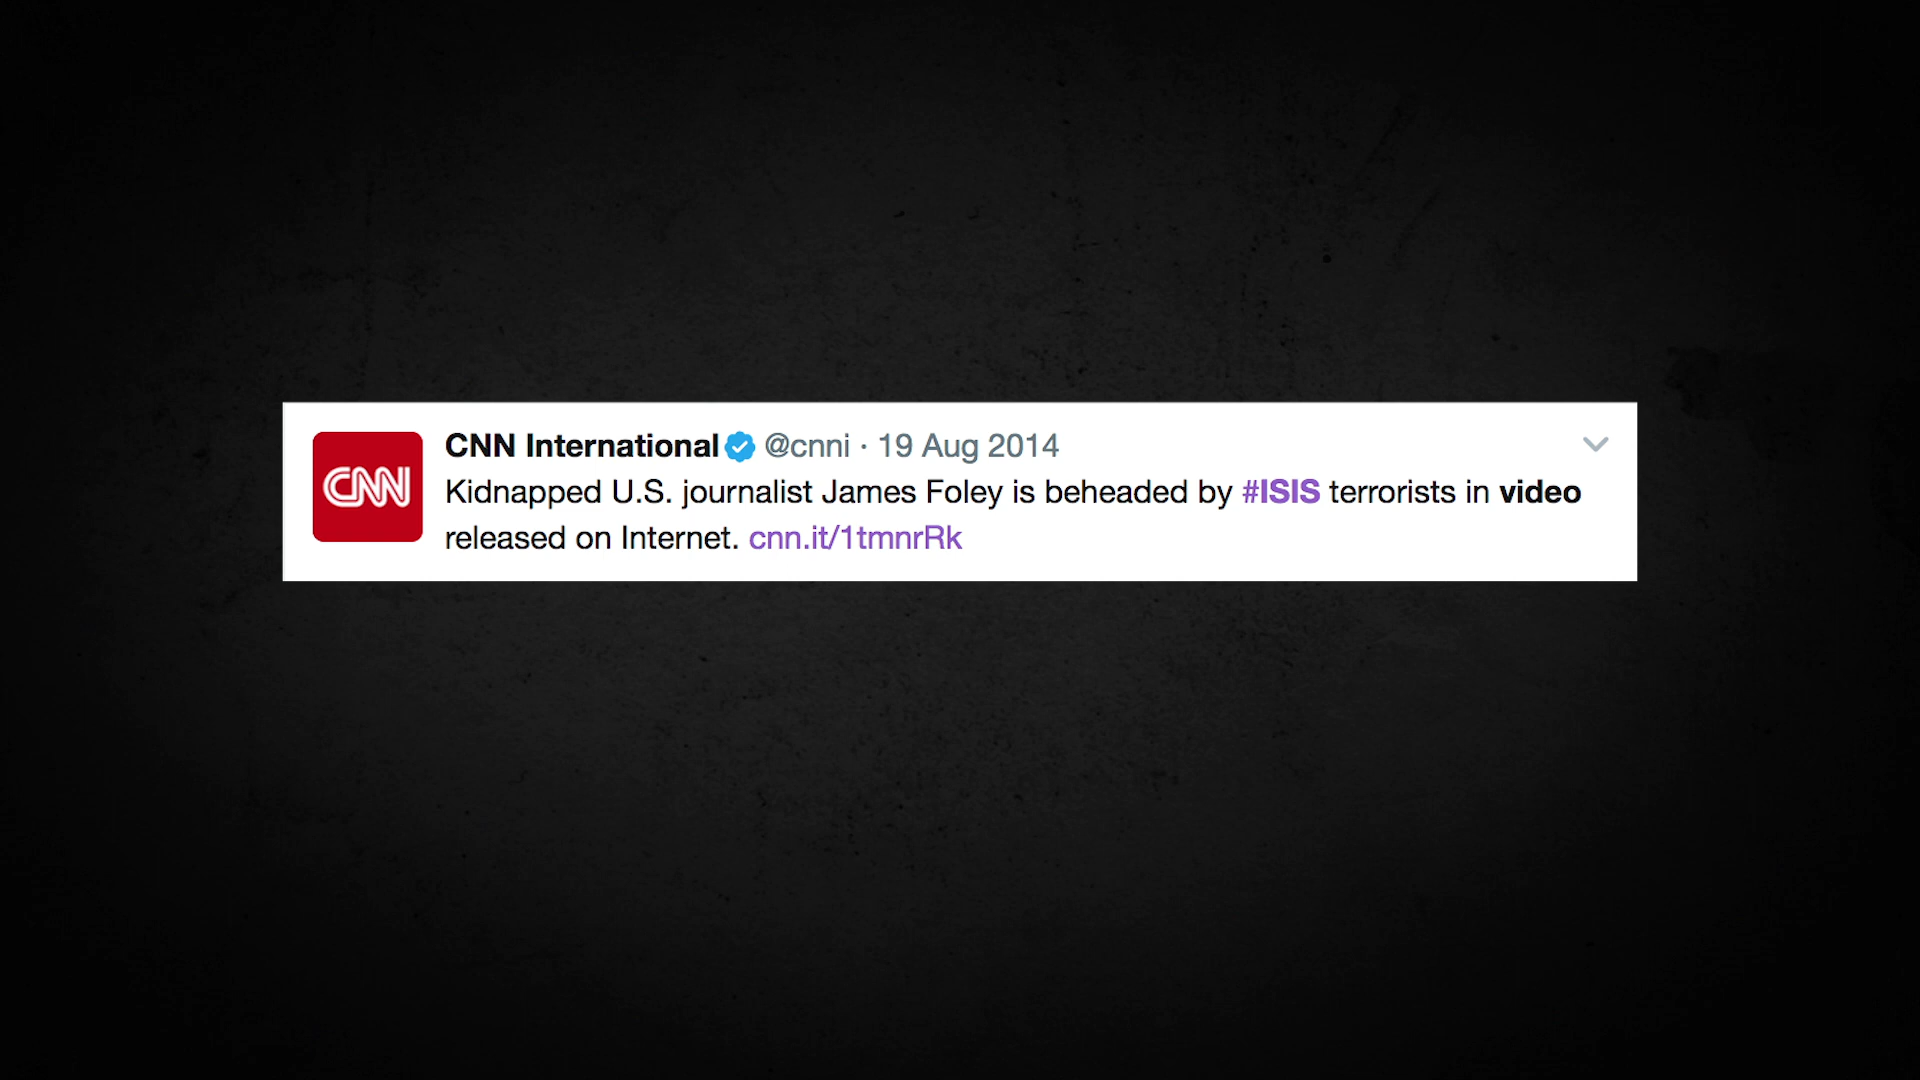 CNN
CNN International @cnni · 19 Aug 2014
Kidnapped U.S. journalist James Foley is beheaded by #ISIS terrorists in video
released on Internet. cnn.it/1tmnrRk